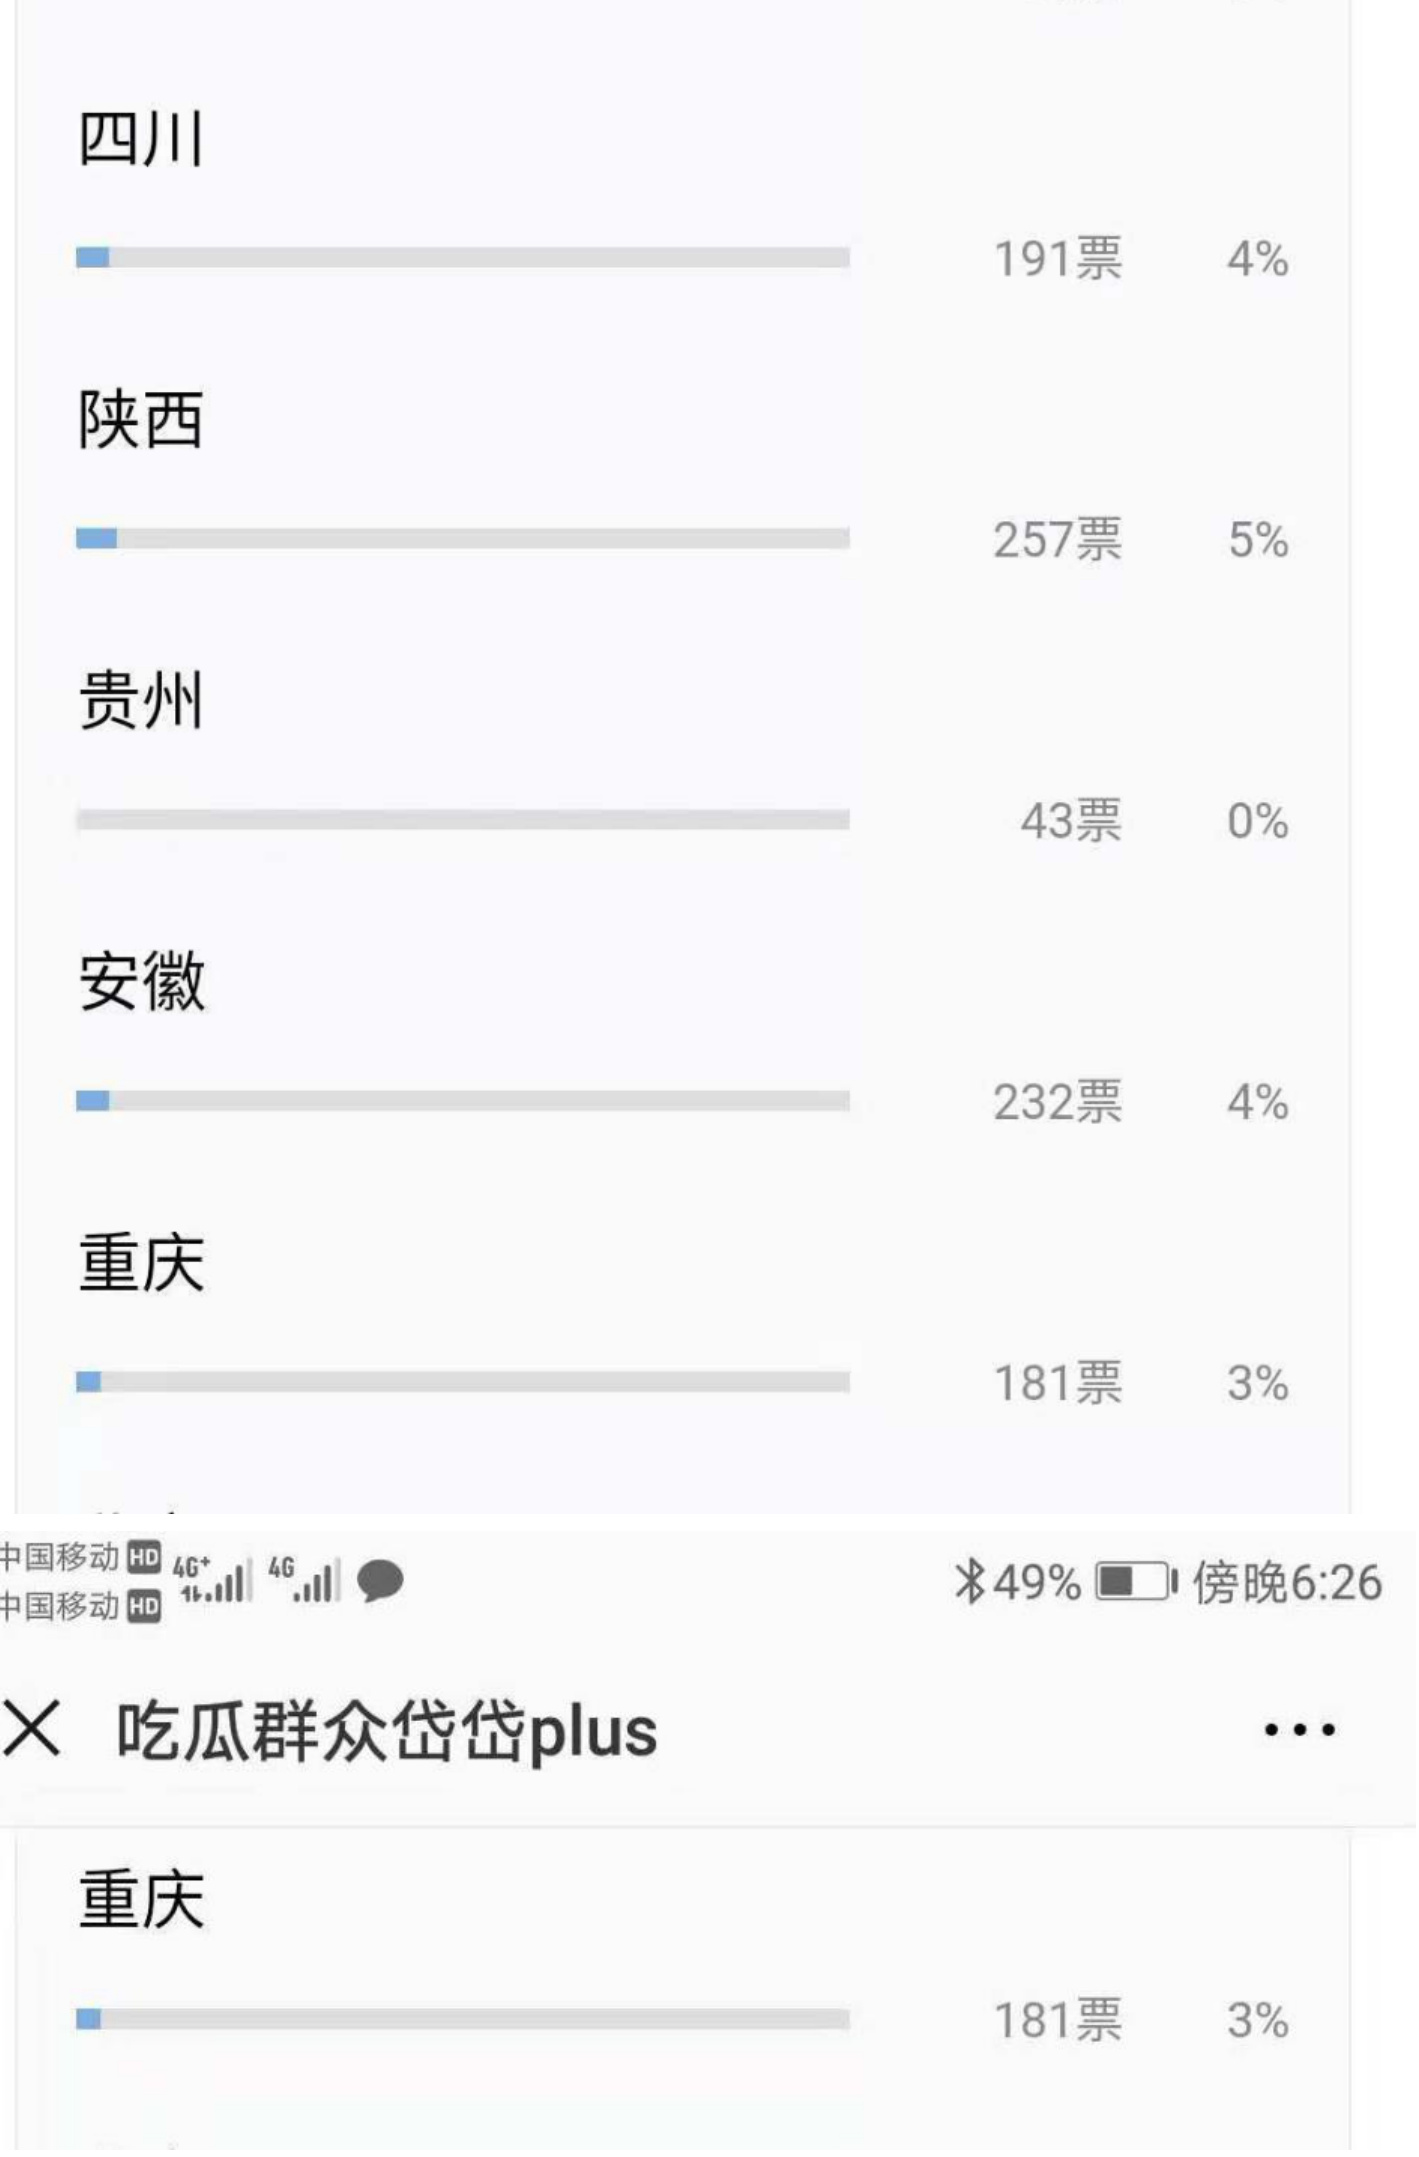 四川
191票 4%
陕西
257票 5%
贵州
43票 0%
安徽
232票 4%
重庆
181票 3%
中国移动 HD 4G+ 4G
中国移动 HD
49% 傍晚6:26
吃瓜群众岱岱plus
重庆
181票 3%